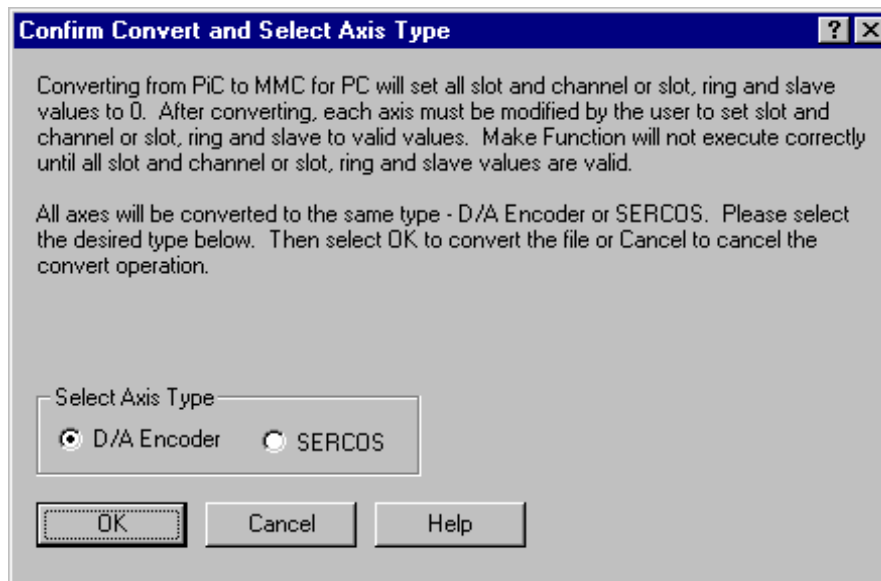 Confirm Convert and Select Axis Type
Converting from PiC to MMC for PC will set all slot and channel or slot, ring and slave
values to 0.  After converting, each axis must be modified by the user to set slot and
channel or slot, ring and slave to valid values.  Make Function will not execute correctly
until all slot and channel or slot, ring and slave values are valid.
All axes will be converted to the same type - D/A Encoder or SERCOS.  Please select
the desired type below.  Then select OK to convert the file or Cancel to cancel the
convert operation.
Select Axis Type
D/A Encoder SERCOS
OK Cancel Help